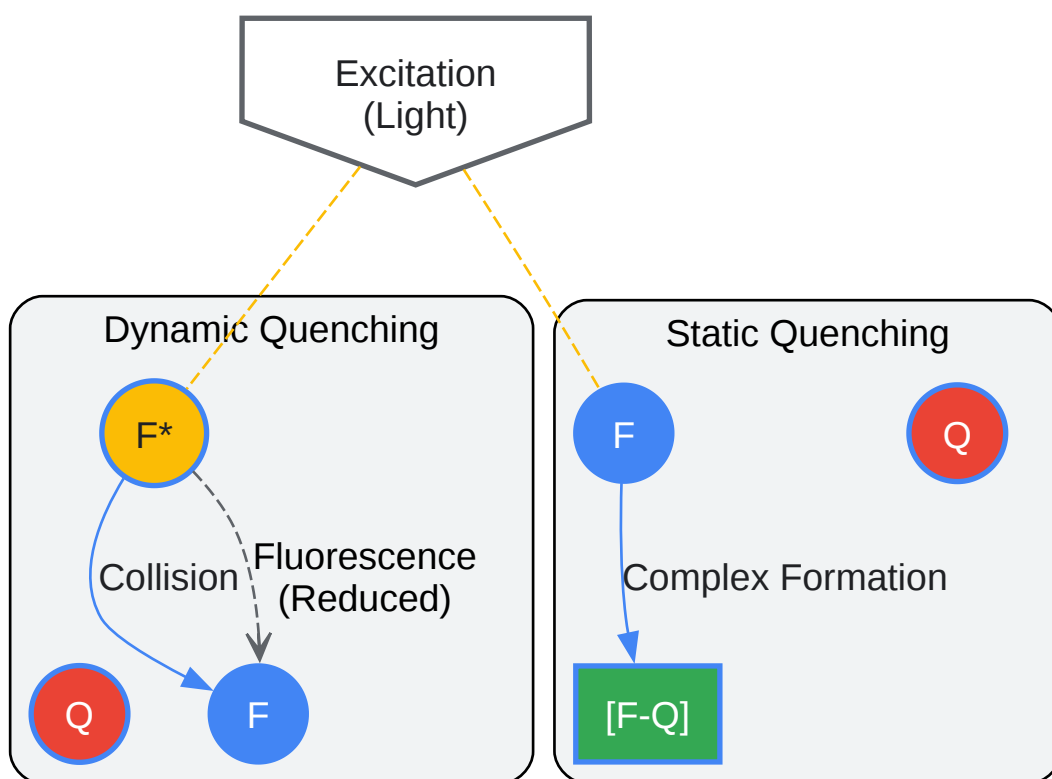 Excitation
(Light)
Dynamic Quenching
F*
Collision
Fluorescence
(Reduced)
Q
F
Static Quenching
F
Q
Complex Formation
[F-Q]